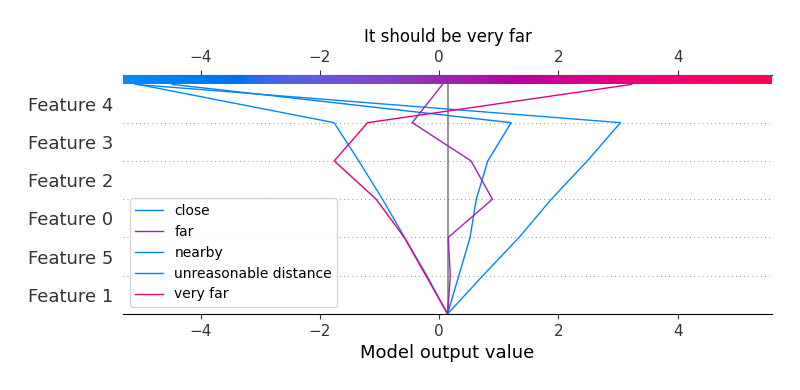 It should be very far
−4 −2 0 2 4
Feature 4
Feature 3
Feature 2
Feature 0
Feature 5
Feature 1
close
far
nearby
unreasonable distance
very far
−4 −2 0 2 4
Model output value